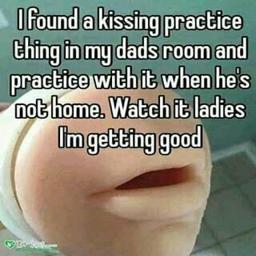 I found a kissing practice
thing in my dads room and
practice with it when he's
not home. Watch it ladies
I'm getting good